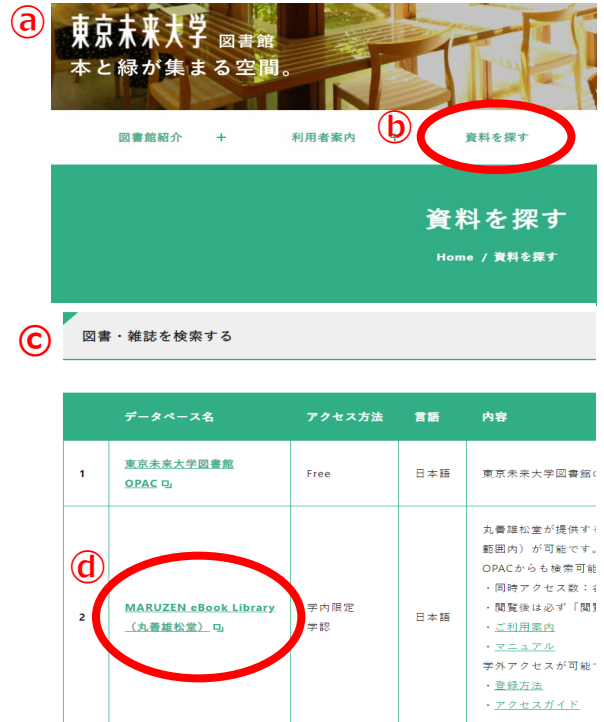 ⓐ
東京未来大学 図書館
本と緑が集まる空間。
ⓑ
図書館紹介 + 利用者案内 + 資料を探す
資料を探す
Home / 資料を探す
ⓒ
図書・雑誌を検索する
データベース名 アクセス方法 言語 内容
1 東京未来大学図書館 OPAC Free 日本語 東京未来大学図書館の
丸善雄松堂が提供する
範囲内）が可能です。
OPACからも検索可能
・同時アクセス数：各
・閲覧後は必ず「閲覧
・ご利用案内
・マニュアル
学外アクセスが可能で
・登録方法
・アクセスガイド
ⓓ
2 MARUZEN eBook Library
（丸善雄松堂） 学内限定
学認 日本語